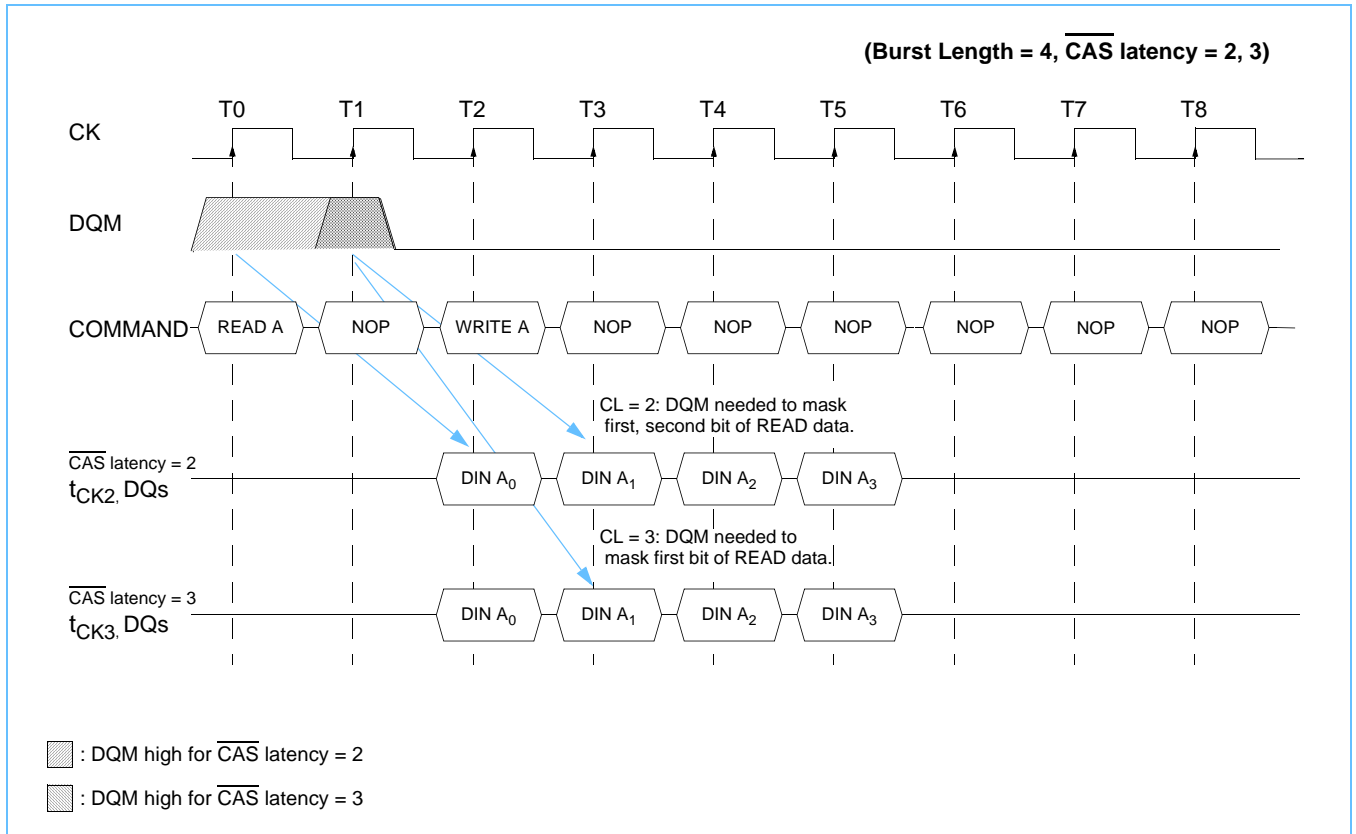 (Burst Length = 4, CAS latency = 2, 3)
T0 T1 T2 T3 T4 T5 T6 T7 T8
CK
DQM
COMMAND READ A NOP WRITE A NOP NOP NOP NOP NOP NOP
CL = 2: DQM needed to mask
first, second bit of READ data.
CAS latency = 2
tCK2, DQs DIN A0 DIN A1 DIN A2 DIN A3
CL = 3: DQM needed to
mask first bit of READ data.
CAS latency = 3
tCK3, DQs DIN A0 DIN A1 DIN A2 DIN A3
: DQM high for CAS latency = 2
: DQM high for CAS latency = 3